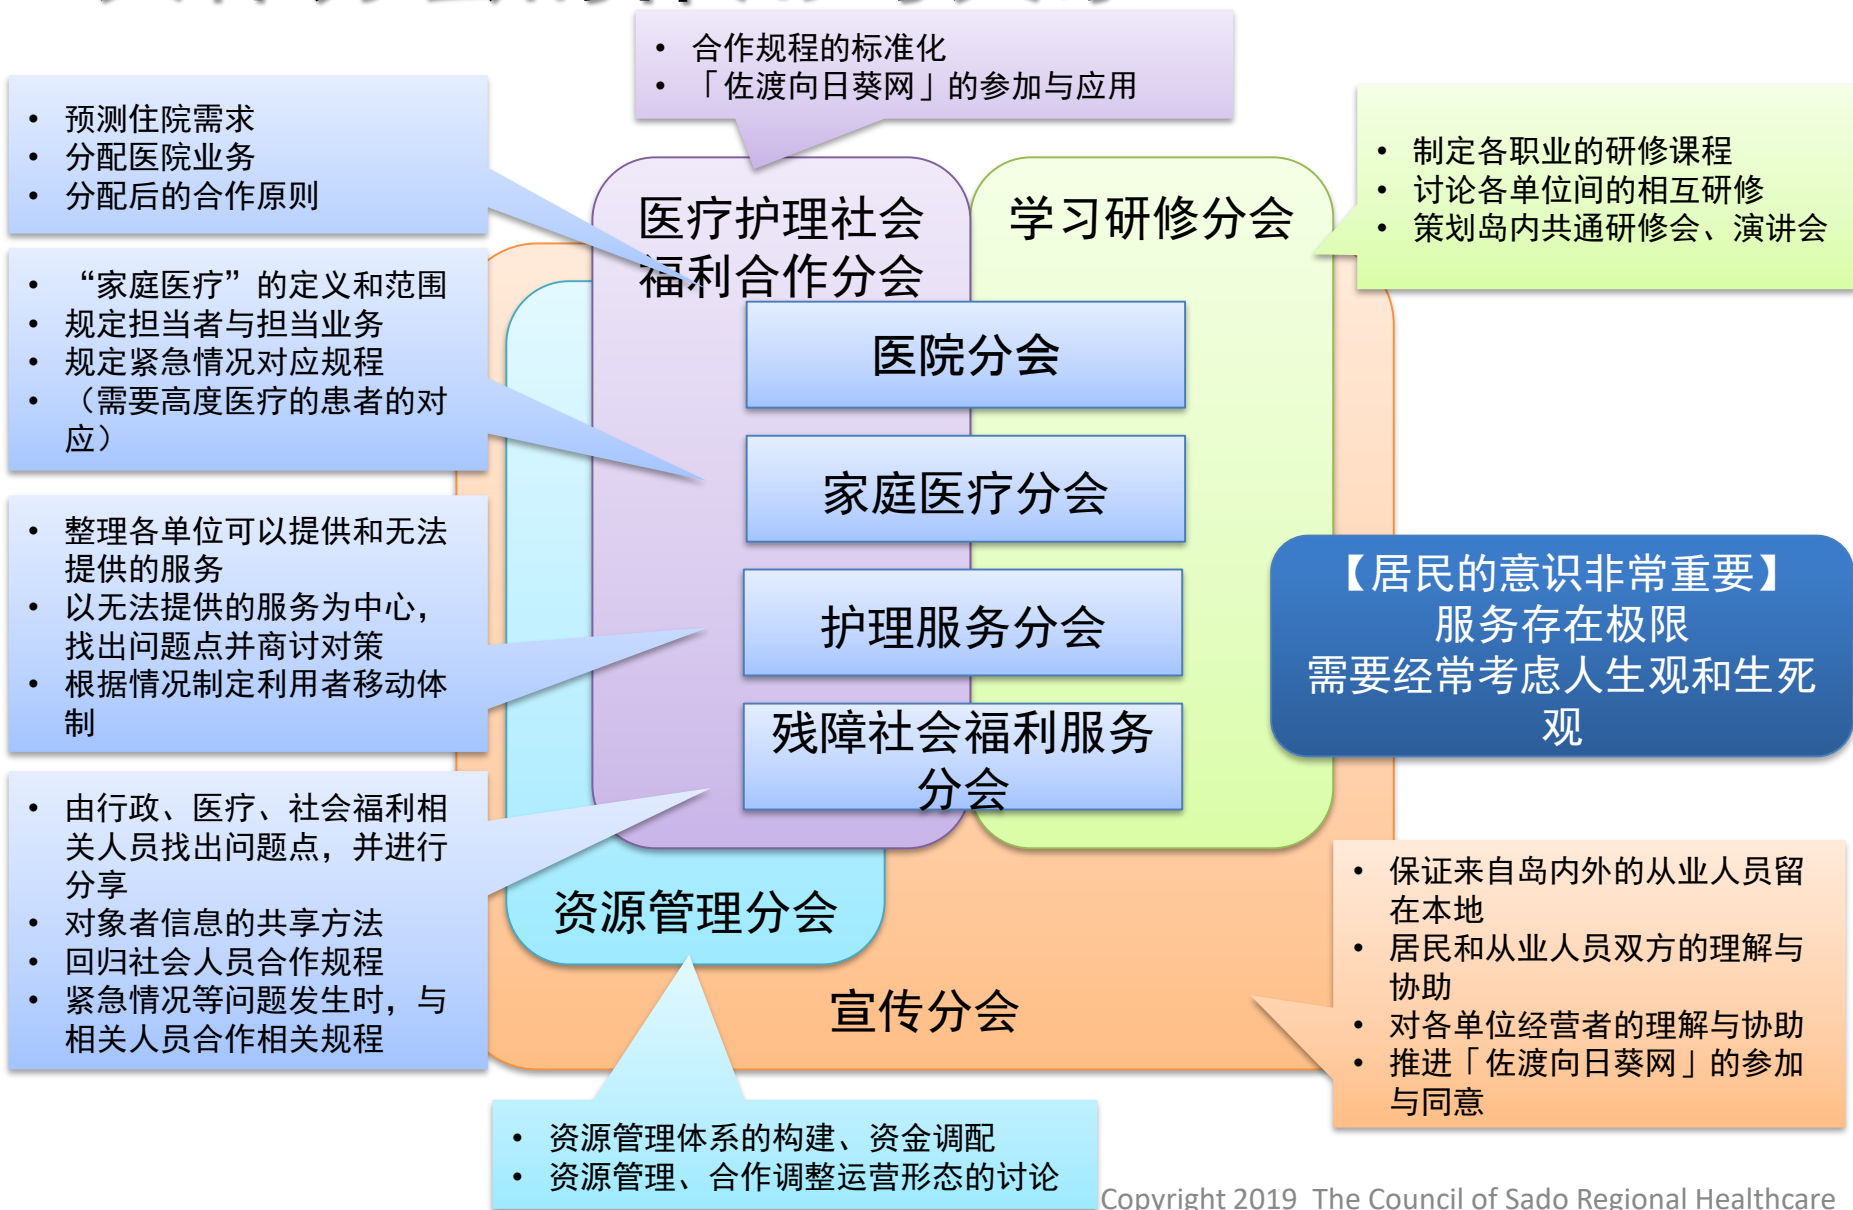 • 合作规程的标准化
• 「佐渡向日葵网」的参加与应用
• 预测住院需求
• 分配医院业务
• 分配后的合作原则
• 制定各职业的研修课程
• 讨论各单位间的相互研修
• 策划岛内共通研修会、演讲会
医疗护理社会
福利合作分会
学习研修分会
• “家庭医疗”的定义和范围
• 规定担当者与担当业务
• 规定紧急情况对应规程
• （需要高度医疗的患者的对
应）
医院分会
家庭医疗分会
• 整理各单位可以提供和无法
提供的服务
• 以无法提供的服务为中心，
找出问题点并商讨对策
• 根据情况制定利用者移动体
制
护理服务分会
【居民的意识非常重要】
服务存在极限
需要经常考虑人生观和生死
观
残障社会福利服务
分会
• 由行政、医疗、社会福利相
关人员找出问题点，并进行
分享
• 对象者信息的共享方法
• 回归社会人员合作规程
• 紧急情况等问题发生时，与
相关人员合作相关规程
资源管理分会
宣传分会
• 保证来自岛内外的从业人员留
在本地
• 居民和从业人员双方的理解与
协助
• 对各单位经营者的理解与协助
• 推进「佐渡向日葵网」的参加
与同意
• 资源管理体系的构建、资金调配
• 资源管理、合作调整运营形态的讨论
Copyright 2019 The Council of Sado Regional Healthcare